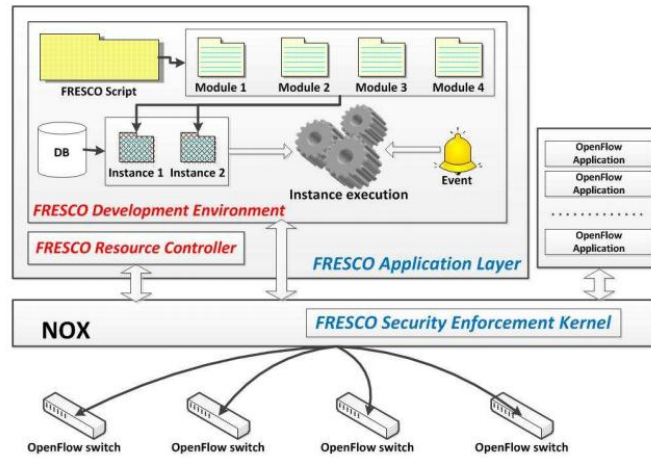 FRESCO Script
Module 1
Module 2
Module 3
Module 4
DB
Instance 1
Instance 2
Instance execution
Event
FRESCO Development Environment
FRESCO Resource Controller
FRESCO Application Layer
OpenFlow
Application
OpenFlow
Application
. . . . . . . . . . . . .
OpenFlow
Application
NOX
FRESCO Security Enforcement Kernel
OpenFlow switch
OpenFlow switch
OpenFlow switch
OpenFlow switch